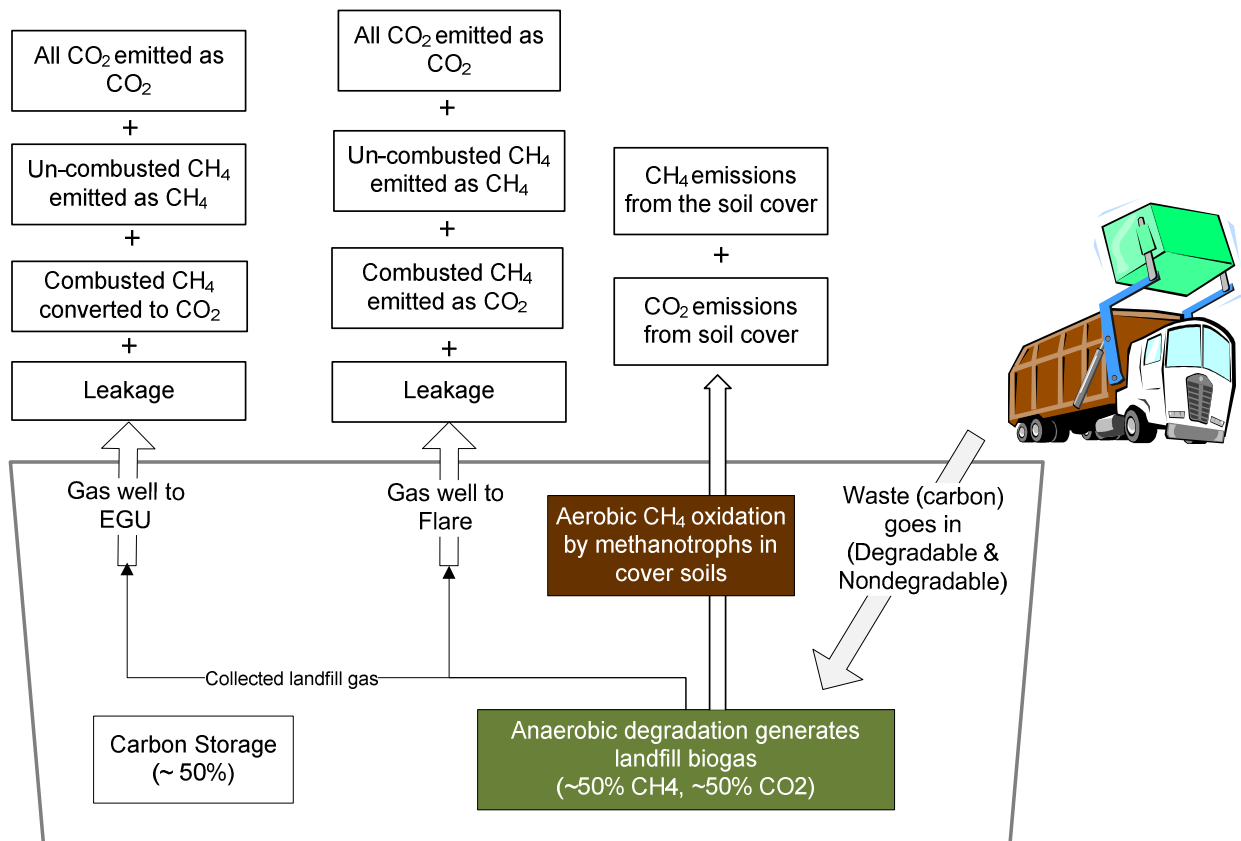 All CO₂ emitted as
CO₂
+
Un-combusted CH₄
emitted as CH₄
+
Combusted CH₄
converted to CO₂
+
Leakage
All CO₂ emitted as
CO₂
+
Un-combusted CH₄
emitted as CH₄
+
Combusted CH₄
emitted as CO₂
+
Leakage
CH₄ emissions
from the soil cover
+
CO₂ emissions
from soil cover
Gas well to
EGU
Gas well to
Flare
Aerobic CH₄ oxidation
by methanotrophs in
cover soils
Waste (carbon)
goes in
(Degradable &
Nondegradable)
Collected landfill gas
Carbon Storage
(~ 50%)
Anaerobic degradation generates
landfill biogas
(~50% CH4, ~50% CO2)